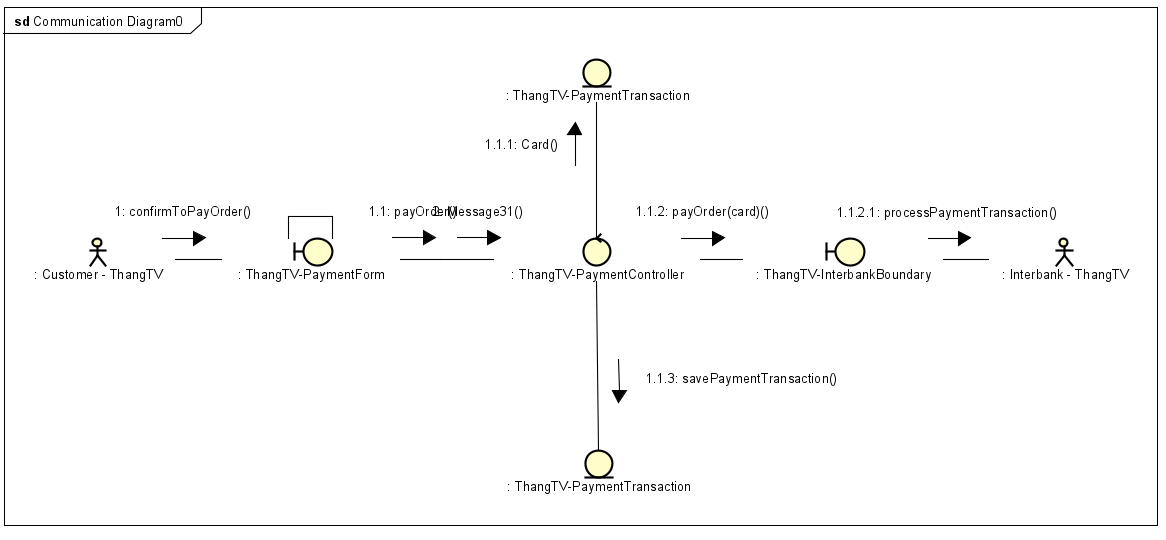 sd Communication Diagram0
: ThangTV-PaymentTransaction
1.1.1: Card()
1: confirmToPayOrder()
1.1: payOrder()
2: Message31()
1.1.2: payOrder(card)()
1.1.2.1: processPaymentTransaction()
: Customer - ThangTV
: ThangTV-PaymentForm
: ThangTV-PaymentController
: ThangTV-InterbankBoundary
: Interbank - ThangTV
1.1.3: savePaymentTransaction()
: ThangTV-PaymentTransaction